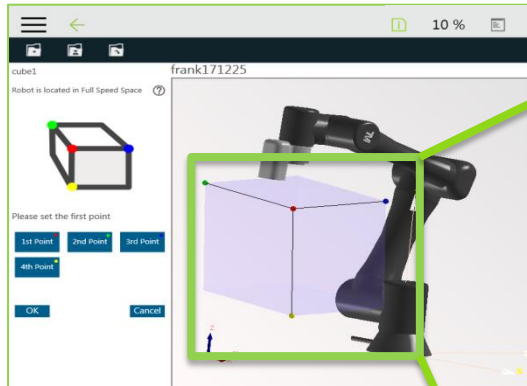 10 %
cube1
frank171225
Robot is located in Full Speed Space
Please set the first point
1st Point 2nd Point 3rd Point
4th Point
OK Cancel
TM
z